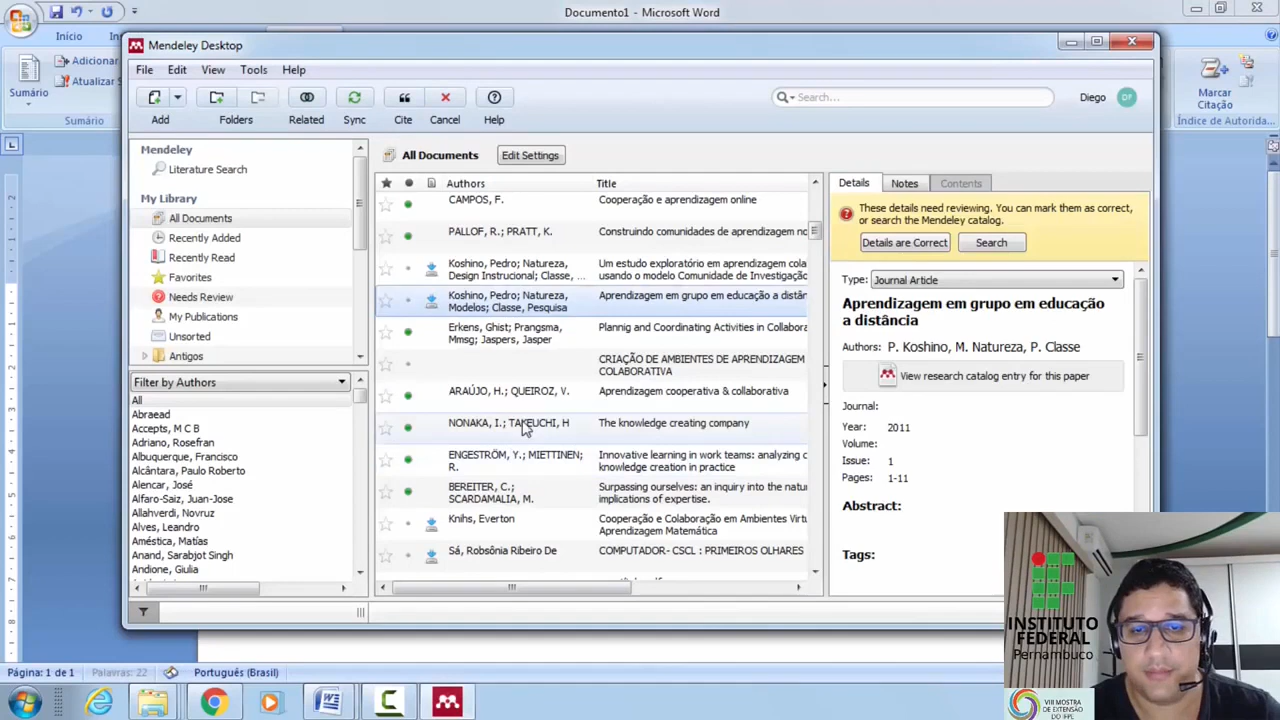 Documento1 - Microsoft Word
Início
Adicionar
Atualizar
Sumário
Sumário
Marcar
Citação
Índice de Autorida...
Mendeley Desktop
File Edit View Tools Help
Add Folders Related Sync Cite Cancel Help
Search...
Diego DF
Mendeley
Literature Search
My Library
All Documents
Recently Added
Recently Read
Favorites
Needs Review
My Publications
Unsorted
Antigos
Filter by Authors
All
Abraead
Accepts, M C B
Adriano, Rosefran
Albuquerque, Francisco
Alcântara, Paulo Roberto
Alencar, José
Alfaro-Saiz, Juan-Jose
Allahverdi, Novruz
Alves, Leandro
Améstica, Matías
Anand, Sarabjot Singh
Andione, Giulia
All Documents Edit Settings
Authors Title
CAMPOS, F. Cooperação e aprendizagem online
PALLOF, R.; PRATT, K. Construindo comunidades de aprendizagem no
Koshino, Pedro; Natureza, Um estudo exploratório em aprendizagem cola
Design Instrucional; Classe, ... usando o modelo Comunidade de Investigação
Koshino, Pedro; Natureza, Aprendizagem em grupo em educação a distân
Modelos; Classe, Pesquisa
Erkens, Ghist; Prangsma, Plannig and Coordinating Activities in Collabora
Mmsg; Jaspers, Jasper
CRIAÇÃO DE AMBIENTES DE APRENDIZAGEM
COLABORATIVA
ARAÚJO, H.; QUEIROZ, V. Aprendizagem cooperativa & collaborativa
NONAKA, I.; TAKEUCHI, H The knowledge creating company
ENGESTRÖM, Y.; MIETTINEN; Innovative learning in work teams: analyzing c
R. knowledge creation in practice
BEREITER, C.; Surpassing ourselves: an inquiry into the natu
SCARDAMALIA, M. implications of expertise.
Knihs, Everton Cooperação e Colaboração em Ambientes Virtu
Aprendizagem Matemática
Sá, Robsônia Ribeiro De COMPUTADOR- CSCL : PRIMEIROS OLHARES
Details Notes Contents
These details need reviewing. You can mark them as correct,
or search the Mendeley catalog.
Details are Correct Search
Type: Journal Article
Aprendizagem em grupo em educação
a distância
Authors: P. Koshino, M. Natureza, P. Classe
View research catalog entry for this paper
Journal:
Year: 2011
Volume:
Issue: 1
Pages: 1-11
Abstract:
Tags:
INSTITUTO
FEDERAL
Pernambuco
VIII MOSTRA
DE EXTENSÃO
DO IFPE
Página: 1 de 1 Palavras: 22 Português (Brasil)